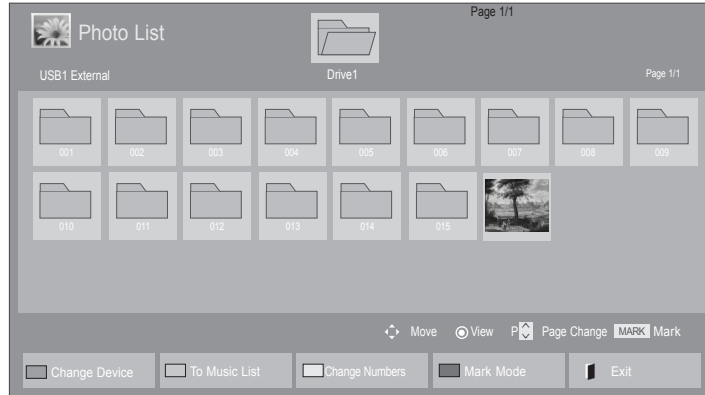 Page 1/1
Photo List
USB1 External
Drive1
Page 1/1
001 002 003 004 005 006 007 008 009
010 011 012 013 014 015
Move View P Page Change MARK Mark
Change Device To Music List Change Numbers Mark Mode Exit